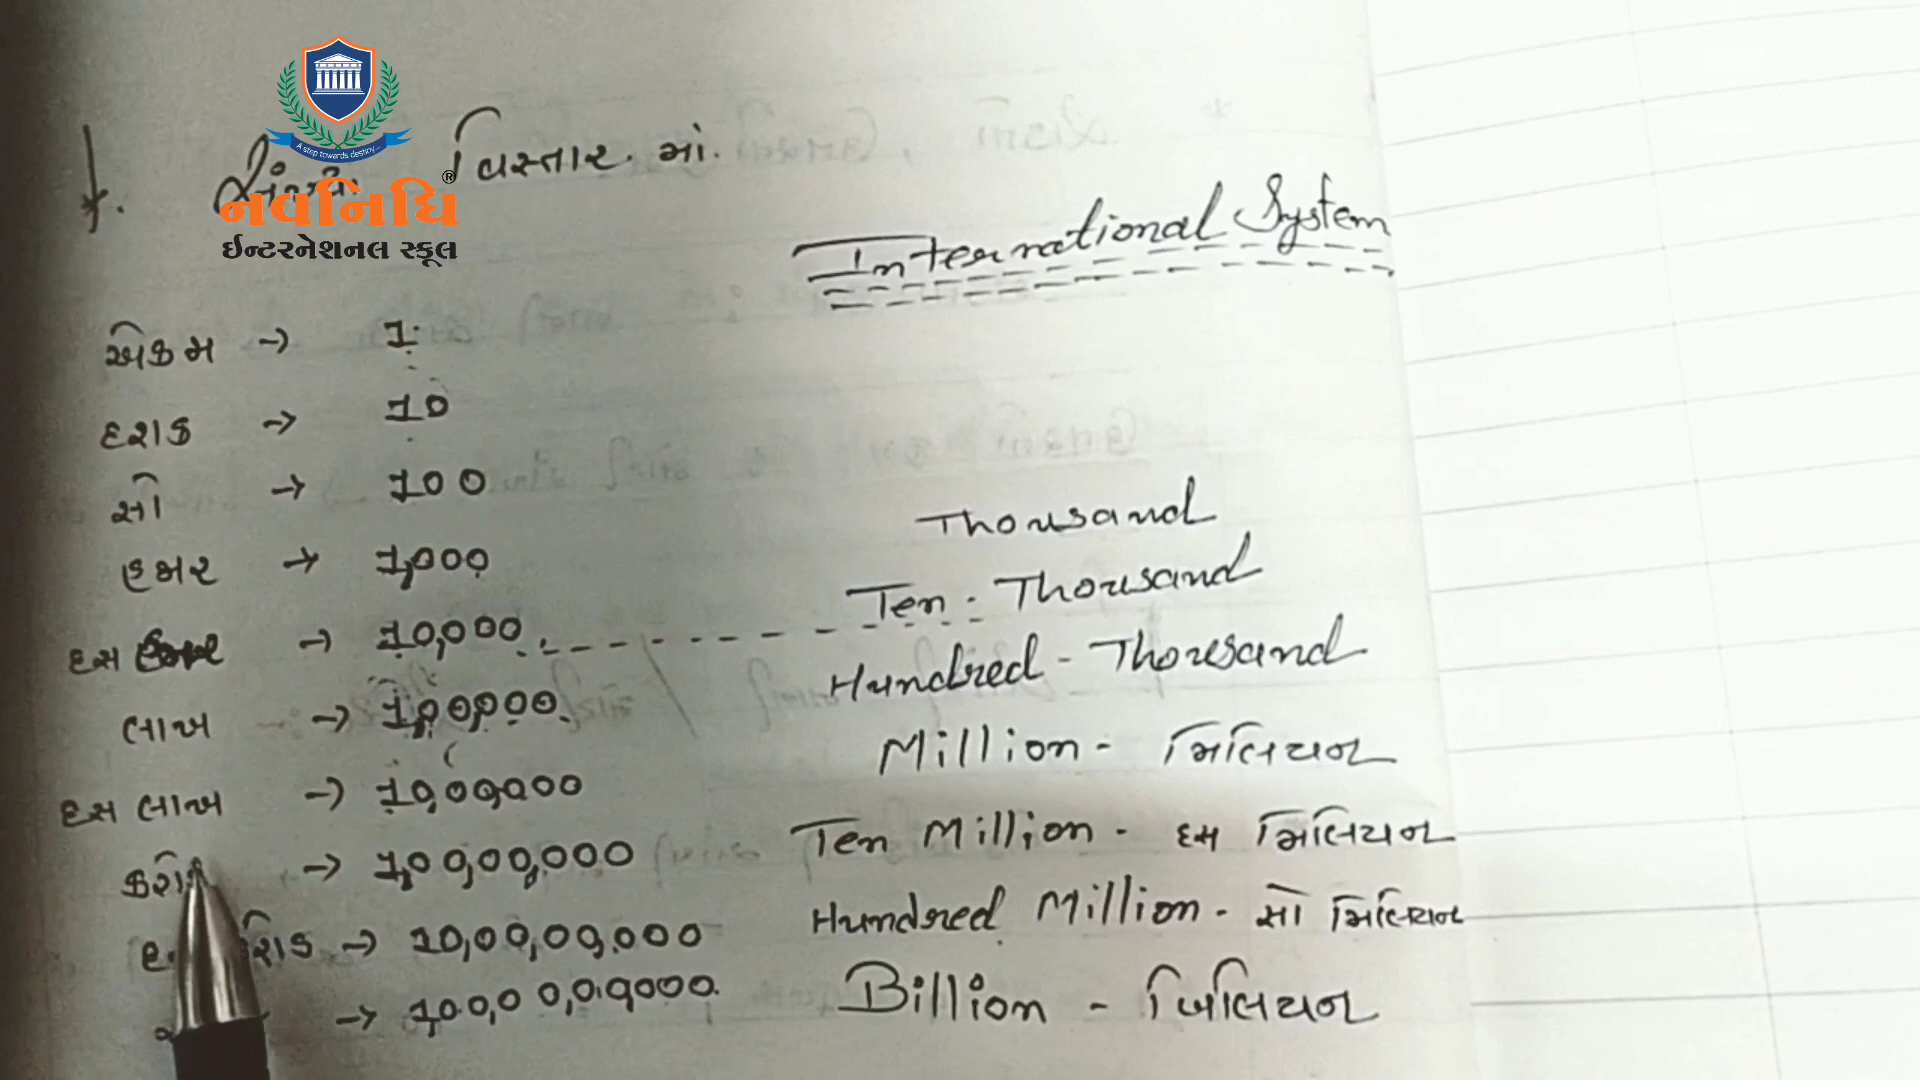 A step towards destiny...
નવનિધિ ®
ઈન્ટરનેશનલ સ્કૂલ
વિસ્તાર. માં.
International System
એકમ → 1
દશક → 10
સો → 100
હજાર → 1,000 Thousand
દસ હજાર → 10,000 Ten - Thousand
લાખ → 1,00,000 Hundred - Thousand
દસ લાખ → 10,00,000 Million - મિલિયન
કરોડ → 1,00,00,000 Ten Million - દસ મિલિયન
→ 10,00,00,000 Hundred Million - સો મિલિયન
→ 1,00,00,00,000 Billion - બિલિયન